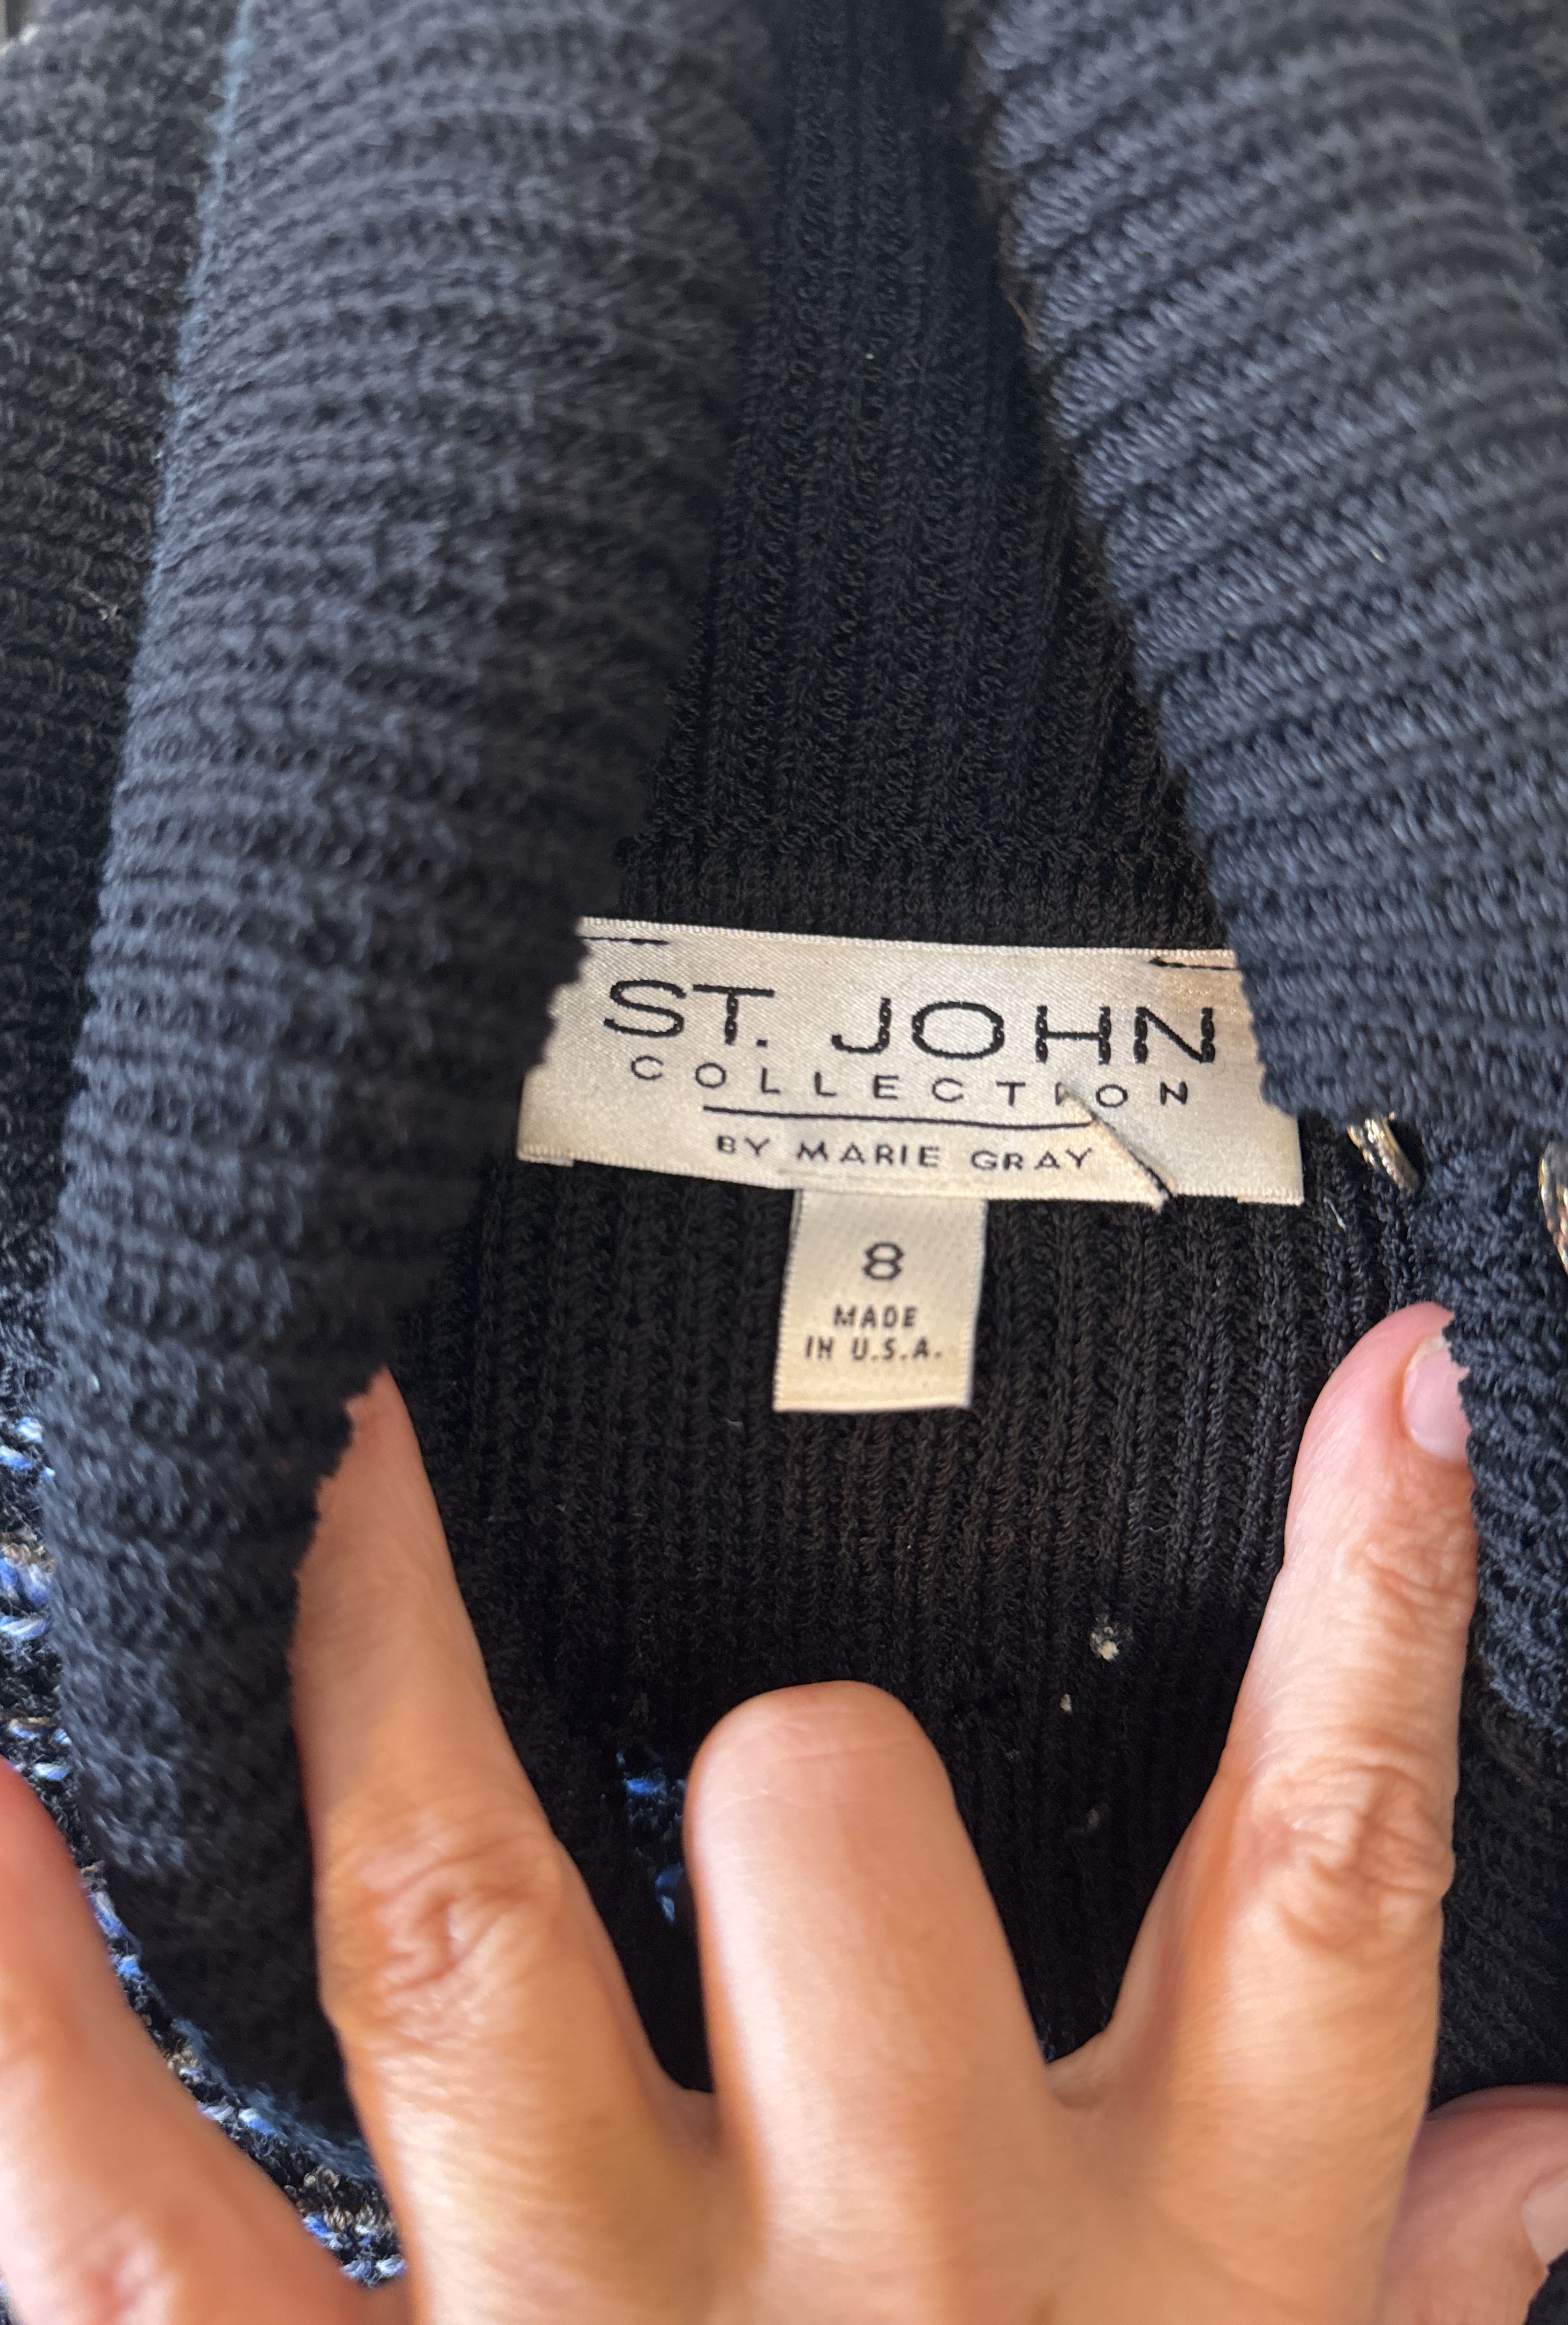 ST. JOHN
COLLECTION
BY MARIE GRAY
8
MADE
IN U.S.A.